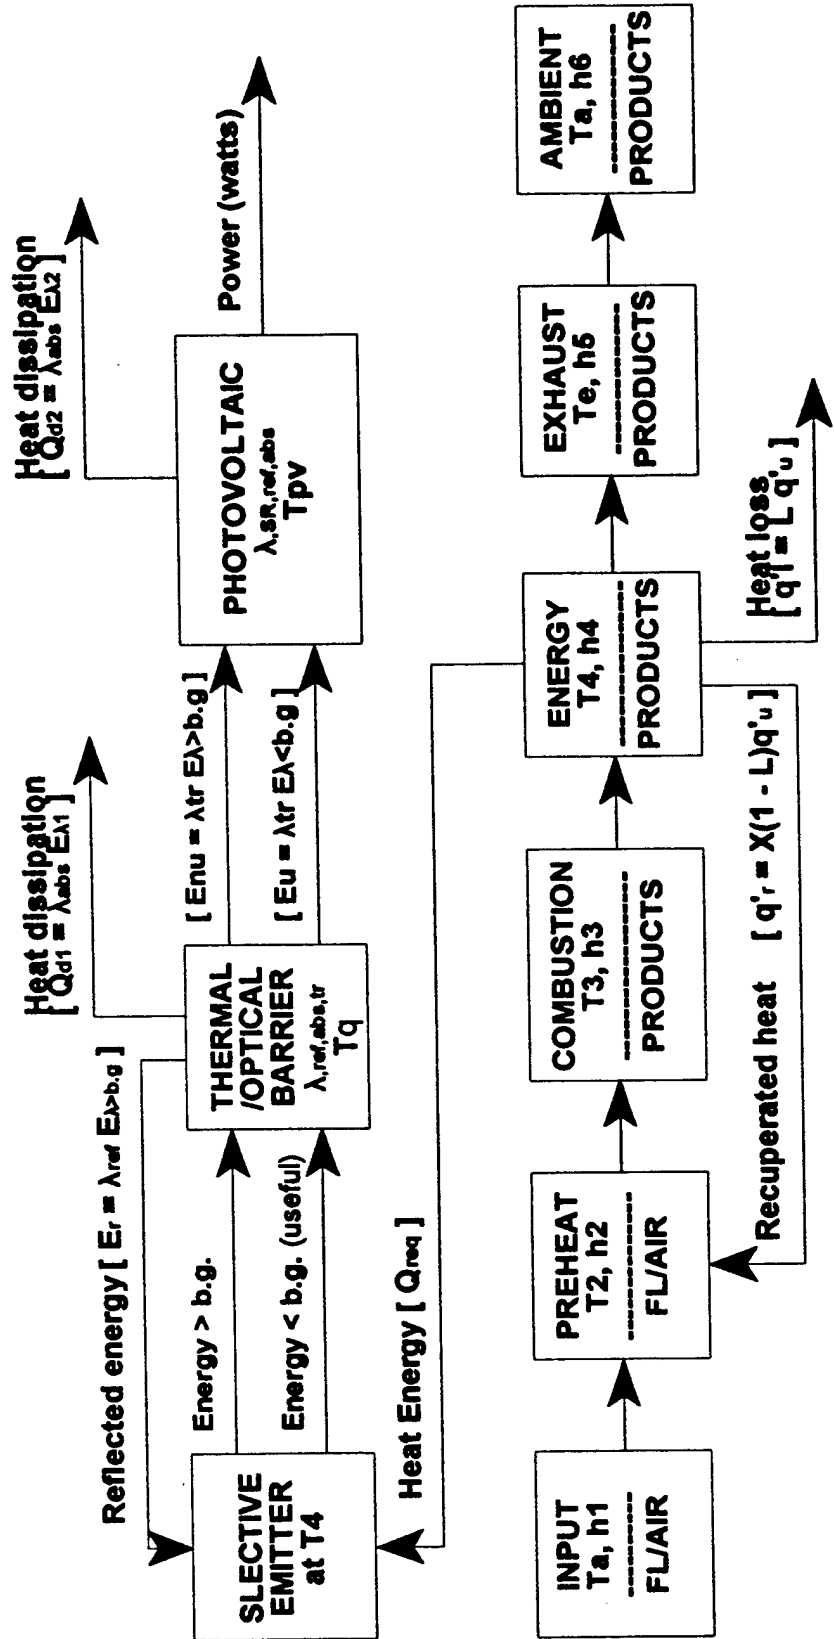 Reflected energy [ Er = λref Eλ>b.g ]
Heat dissipation
[ Qd1 = λabs Eλ1 ]
Heat dissipation
[ Qd2 = λabs Eλ2 ]
SLECTIVE
EMITTER
at T4
Energy > b.g.
Energy < b.g. (useful)
THERMAL
/OPTICAL
BARRIER
λ,ref,abs,tr
Tq
[ Enu = λtr Eλ>b.g ]
[ Eu = λtr Eλ<b.g ]
PHOTOVOLTAIC
λ,SR,ref,abs
Tpv
Power (watts)
Heat Energy [ Qreq ]
INPUT
Ta, h1
----------
FL/AIR
PREHEAT
T2, h2
------------
FL/AIR
COMBUSTION
T3, h3
--------------
PRODUCTS
ENERGY
T4, h4
--------------
PRODUCTS
EXHAUST
Te, h5
--------------
PRODUCTS
AMBIENT
Ta, h6
--------------
PRODUCTS
Recuperated heat [ q'r = X(1 - L)q'u ]
Heat loss
[ q'l = L q'u ]